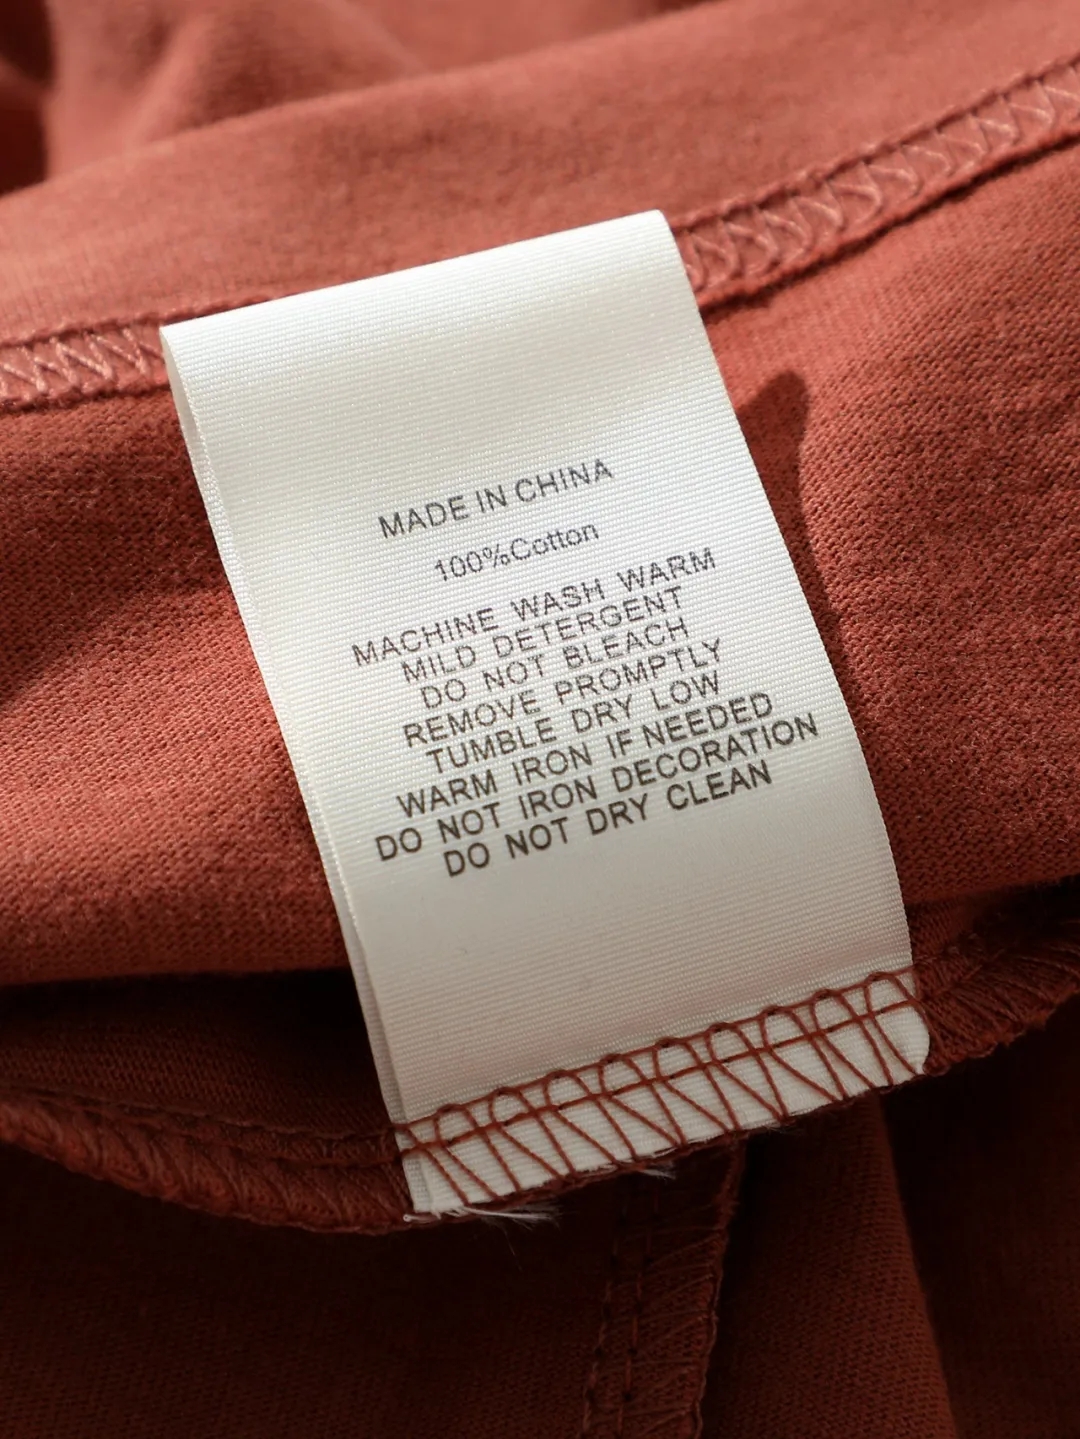 MADE IN CHINA
100%Cotton
MACHINE WASH WARM
MILD DETERGENT
DO NOT BLEACH
REMOVE PROMPTLY
TUMBLE DRY LOW
WARM IRON IF NEEDED
DO NOT IRON DECORATION
DO NOT DRY CLEAN